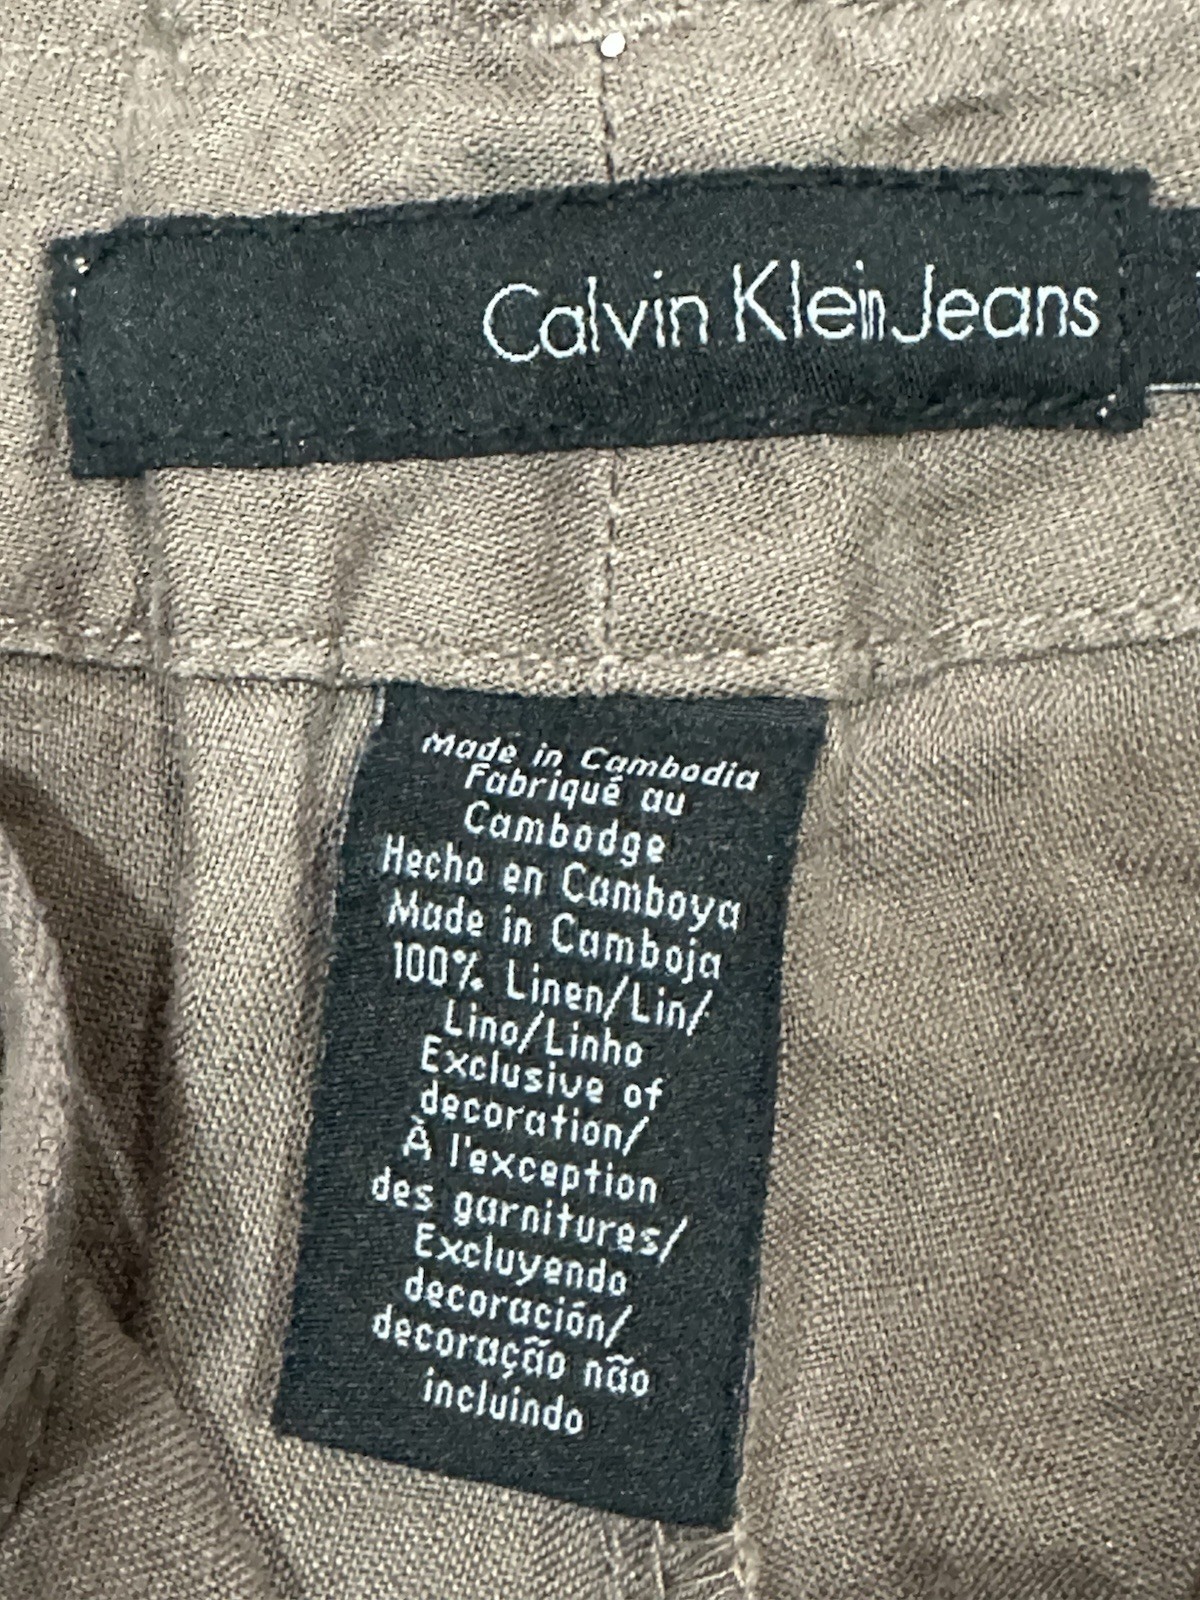 Calvin Klein Jeans
Made in Cambodia
Fabriqué au
Cambodge
Hecho en Camboya
Made in Camboja
100% Linen/Lin/
Lino/Linho
Exclusive of
decoration/
À l'exception
des garnitures/
Excluyendo
decoración/
decoração não
incluindo